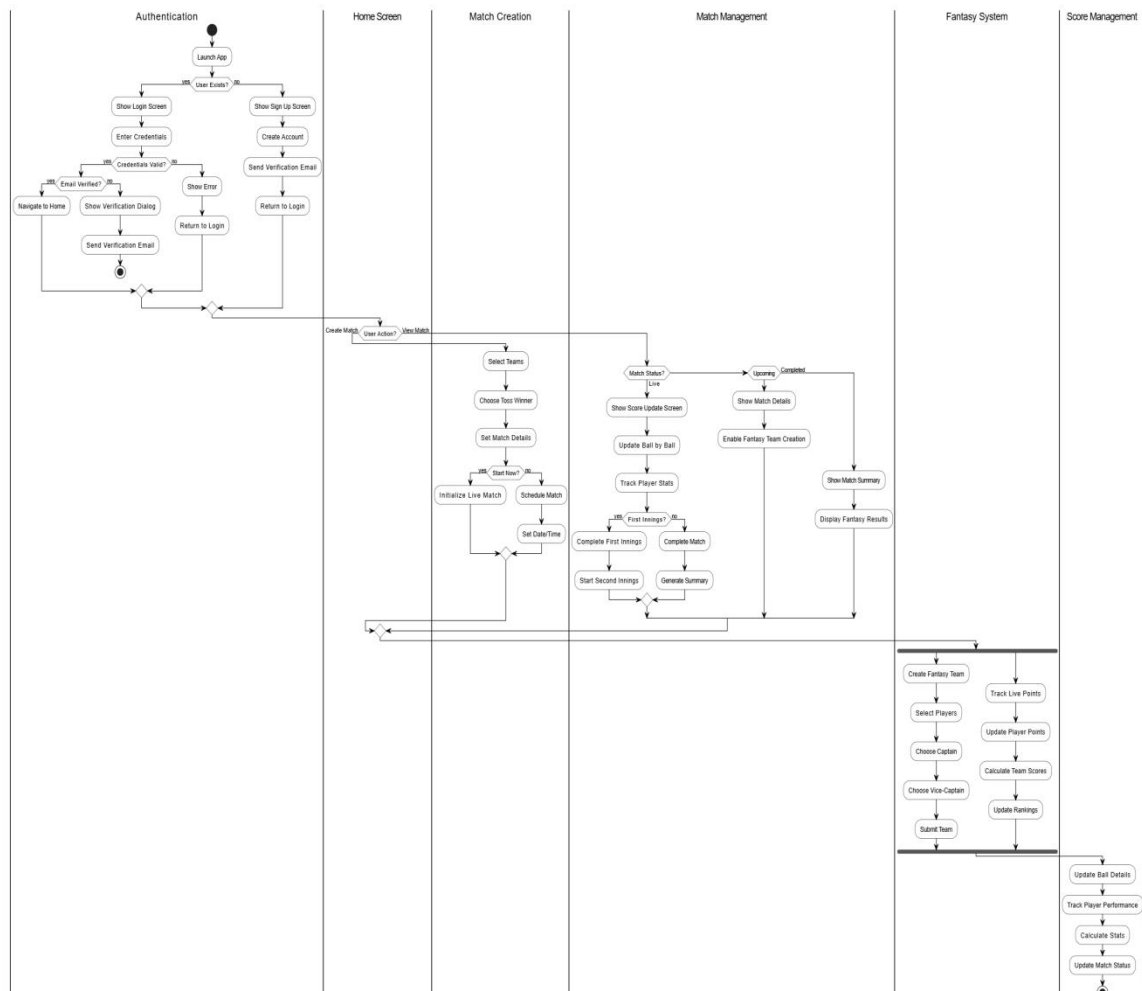 Authentication
Home Screen
Match Creation
Match Management
Fantasy System
Score Management
Launch App
yes
User Exists?
no
Show Login Screen
Show Sign Up Screen
Enter Credentials
Create Account
yes
Credentials Valid?
no
Send Verification Email
yes
Email Verified?
no
Show Error
Navigate to Home
Show Verification Dialog
Return to Login
Return to Login
Send Verification Email
Create Match
User Action?
View Match
Select Teams
Choose Toss Winner
Set Match Details
yes
Start Now?
no
Initialize Live Match
Schedule Match
Set Date/Time
Match Status?
Live
Upcoming
Completed
Show Score Update Screen
Show Match Details
Update Ball by Ball
Enable Fantasy Team Creation
Track Player Stats
Show Match Summary
yes
First Innings?
no
Display Fantasy Results
Complete First Innings
Complete Match
Start Second Innings
Generate Summary
Create Fantasy Team
Track Live Points
Select Players
Update Player Points
Choose Captain
Calculate Team Scores
Choose Vice-Captain
Update Rankings
Submit Team
Update Ball Details
Track Player Performance
Calculate Stats
Update Match Status